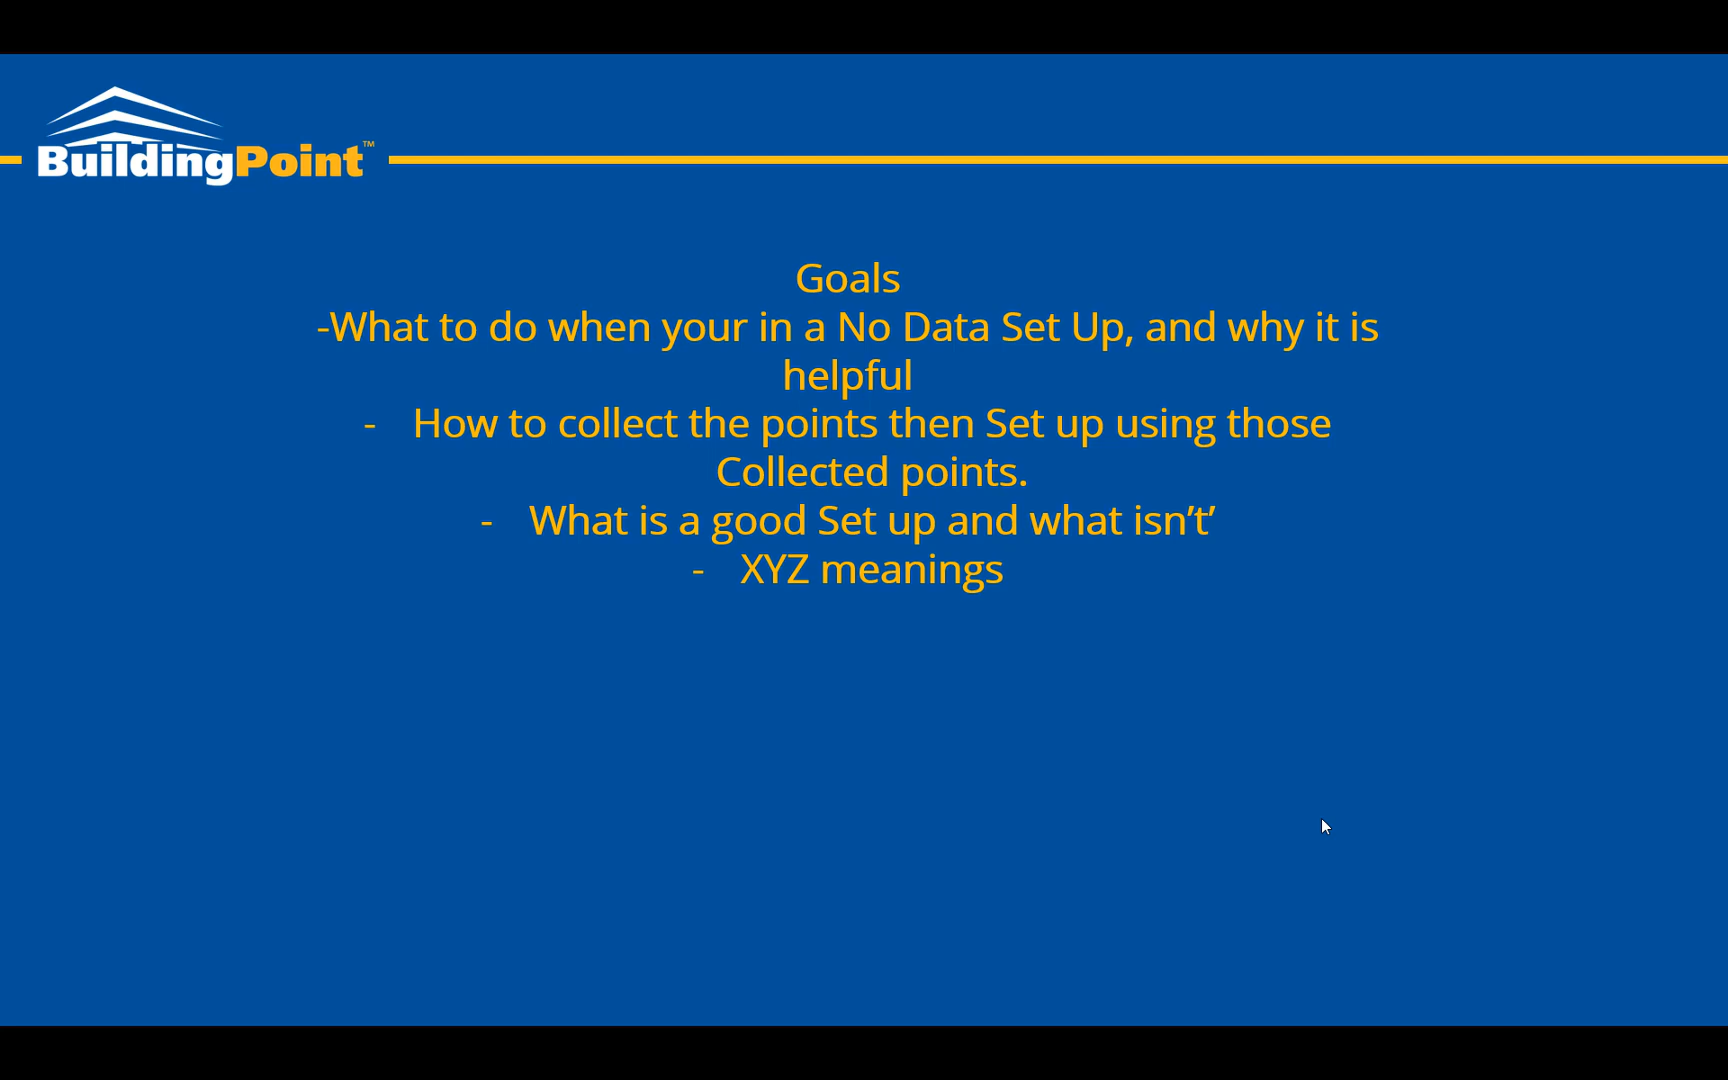 BuildingPoint™
Goals
-What to do when your in a No Data Set Up, and why it is
helpful
- How to collect the points then Set up using those
Collected points.
- What is a good Set up and what isn’t’
- XYZ meanings